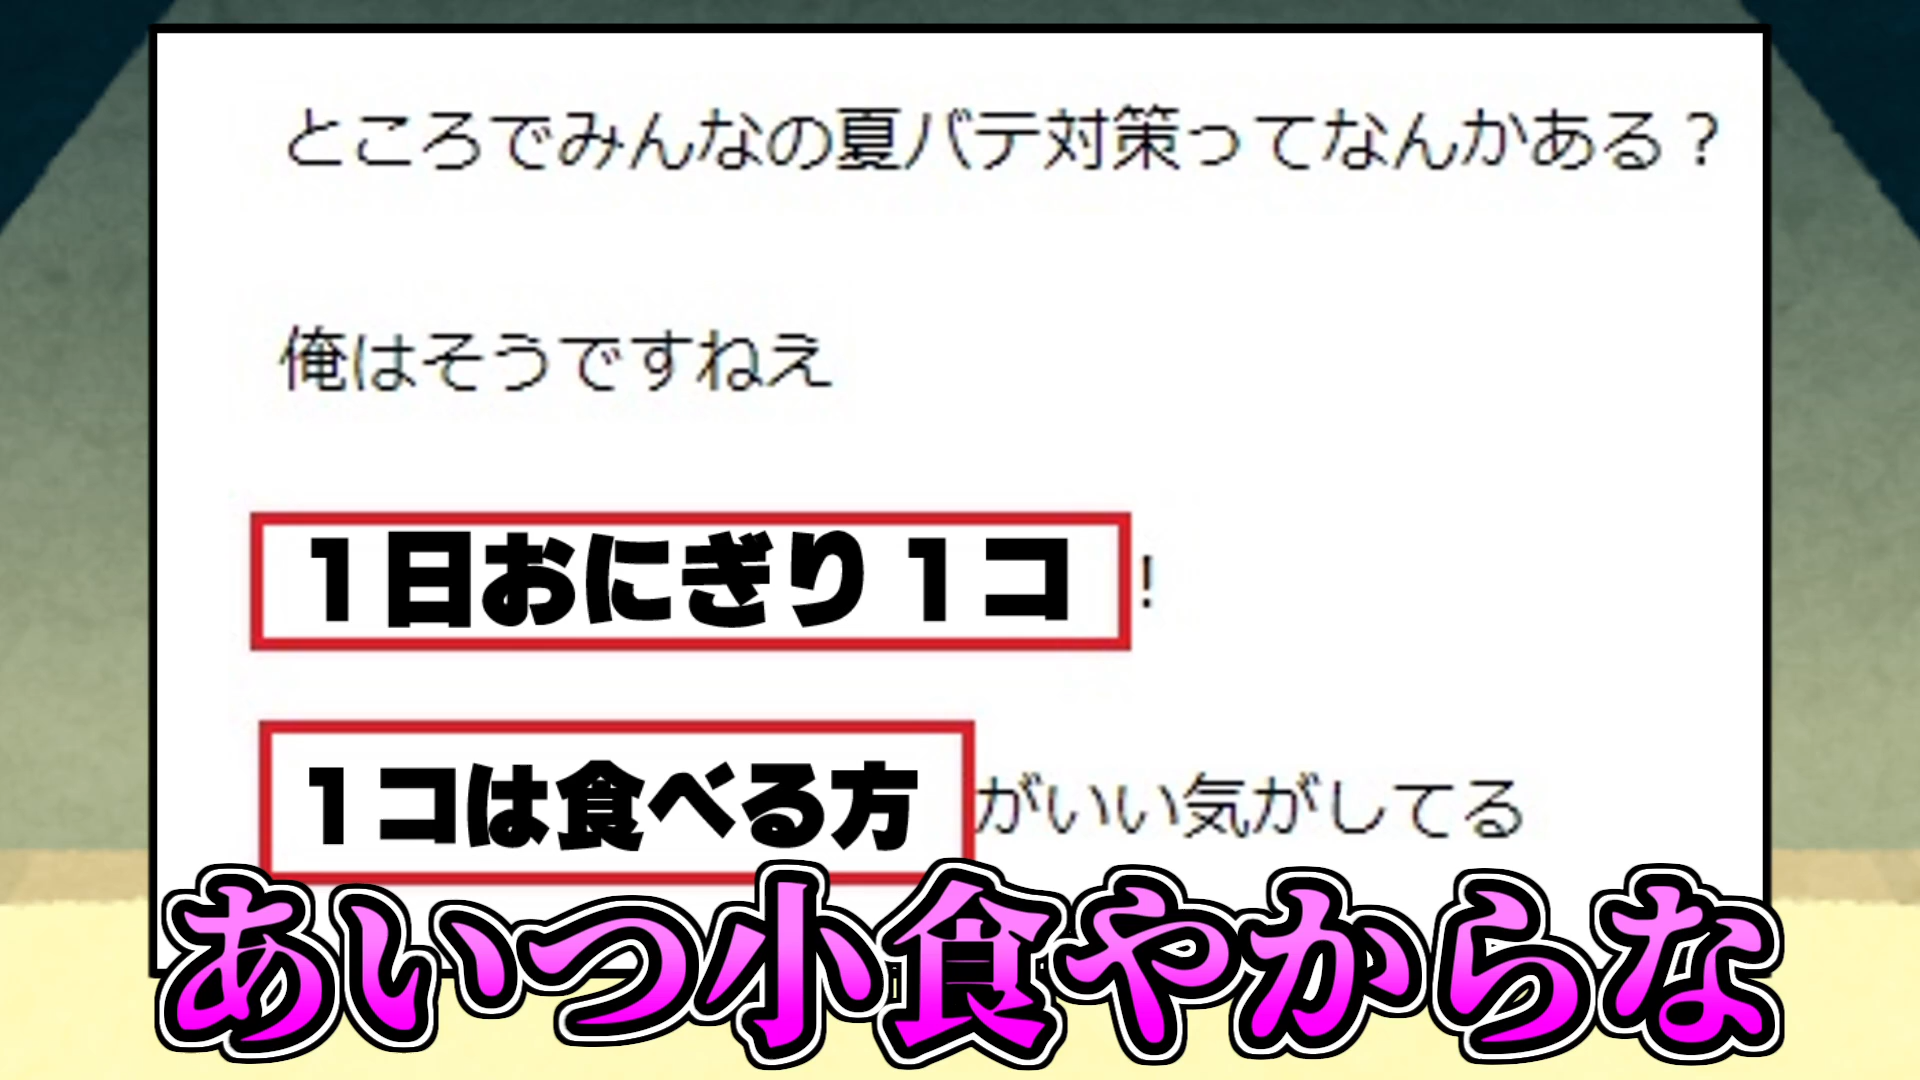 ところでみんなの夏バテ対策ってなんかある？
俺はそうですねえ
１日おにぎり１コ！
１コは食べる方がいい気がしてる
あいつ小食やからな